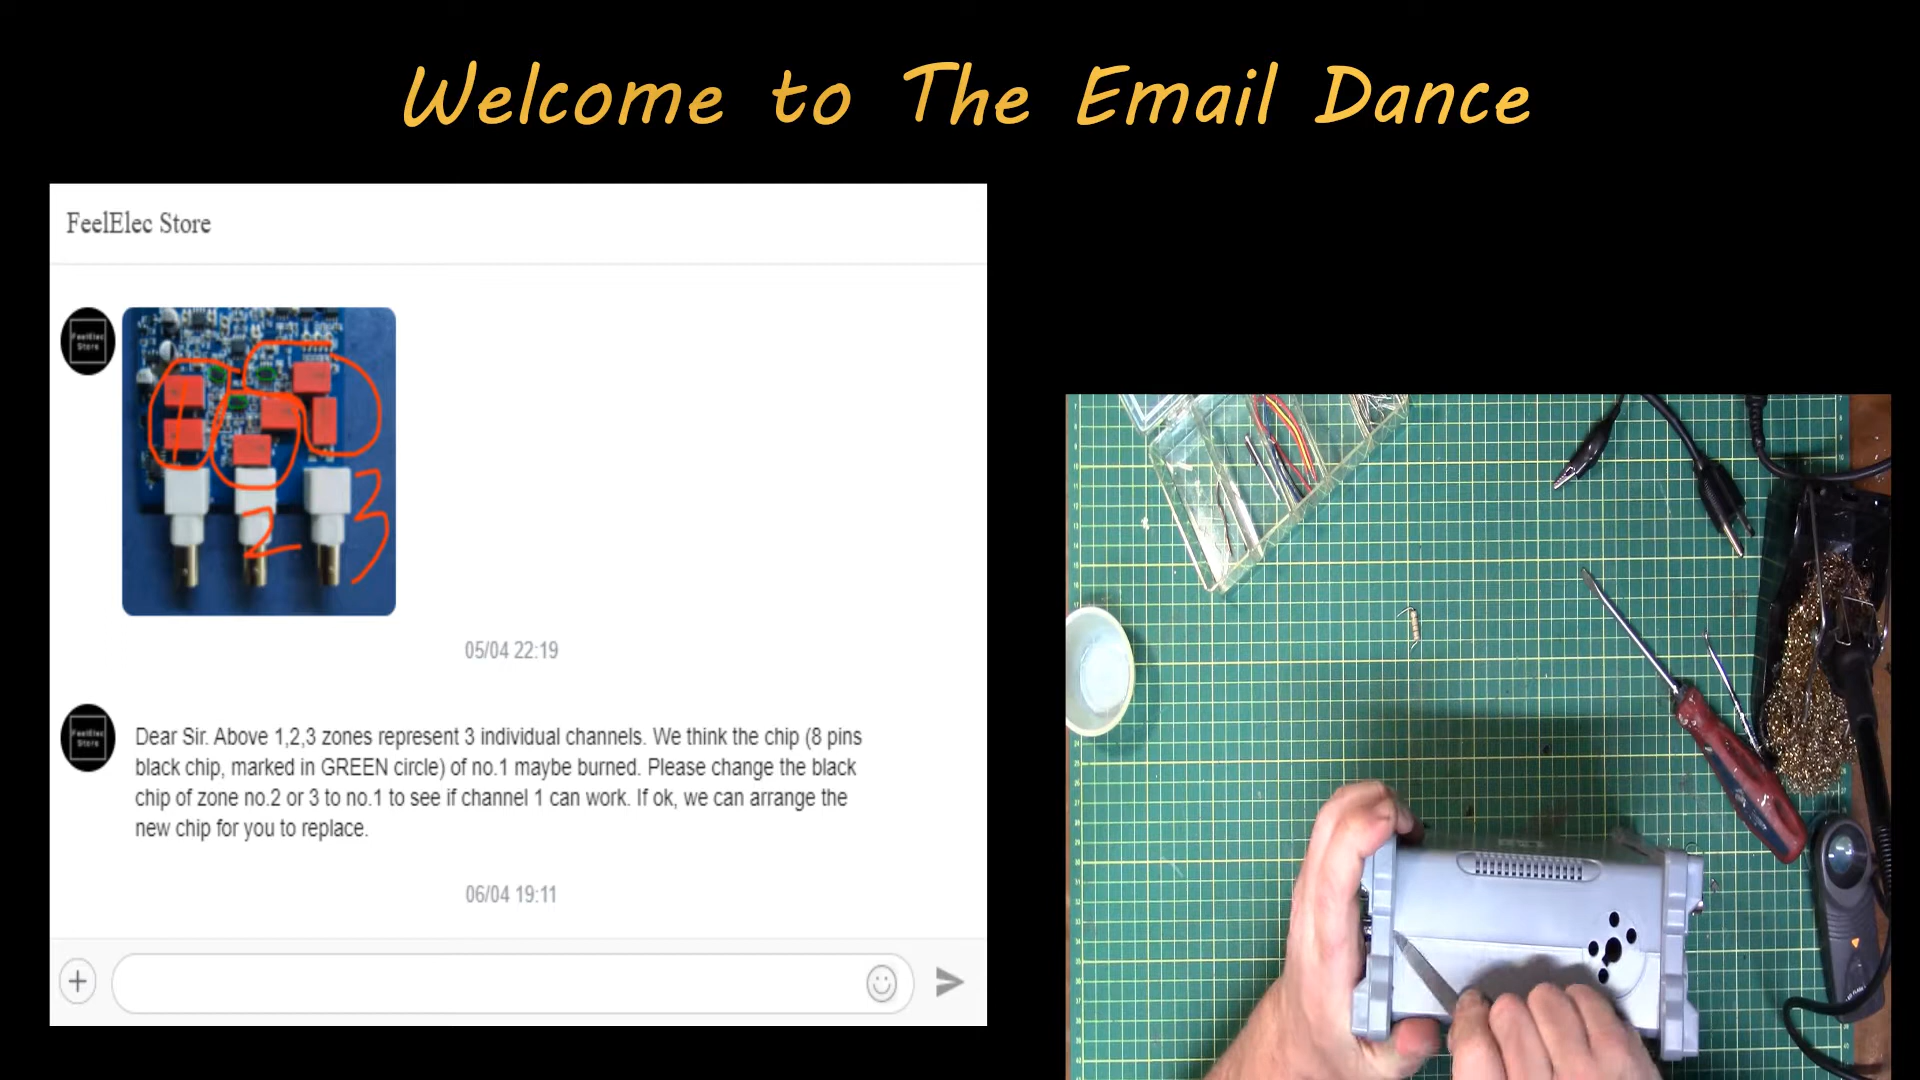 Welcome to The Email Dance
FeelElec Store
1
2
3
05/04 22:19
FeelElec
Store
Dear Sir. Above 1,2,3 zones represent 3 individual channels. We think the chip (8 pins
black chip, marked in GREEN circle) of no.1 maybe burned. Please change the black
chip of zone no.2 or 3 to no.1 to see if channel 1 can work. If ok, we can arrange the
new chip for you to replace.
FeelElec
Store
06/04 19:11